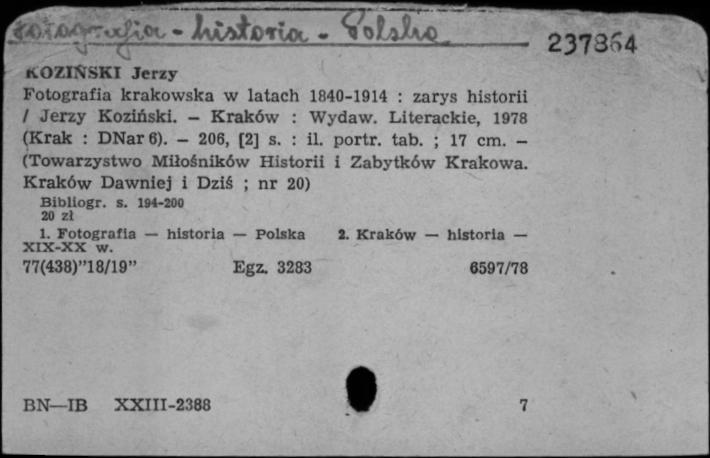 Fotografia - historia - Polska
237864
KOZIŃSKI Jerzy
Fotografia krakowska w latach 1840-1914 : zarys historii
/ Jerzy Koziński. — Kraków : Wydaw. Literackie, 1978
(Krak : DNar 6). — 206, [2] s. : il. portr. tab. ; 17 cm. —
(Towarzystwo Miłośników Historii i Zabytków Krakowa.
Kraków Dawniej i Dziś ; nr 20)
Bibliogr. s. 194-200
20 zł
1. Fotografia — historia — Polska 2. Kraków — historia —
XIX-XX w.
77(438)"18/19" Egz. 3283 6597/78
BN—IB XXIII-2388 7